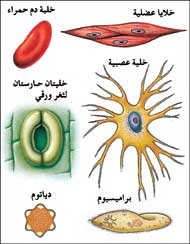 خلية دم حمراء
خلايا عضلية
خلية عصبية
خليتان حارستان
لثغر ورقي
دياتوم
براميسيوم